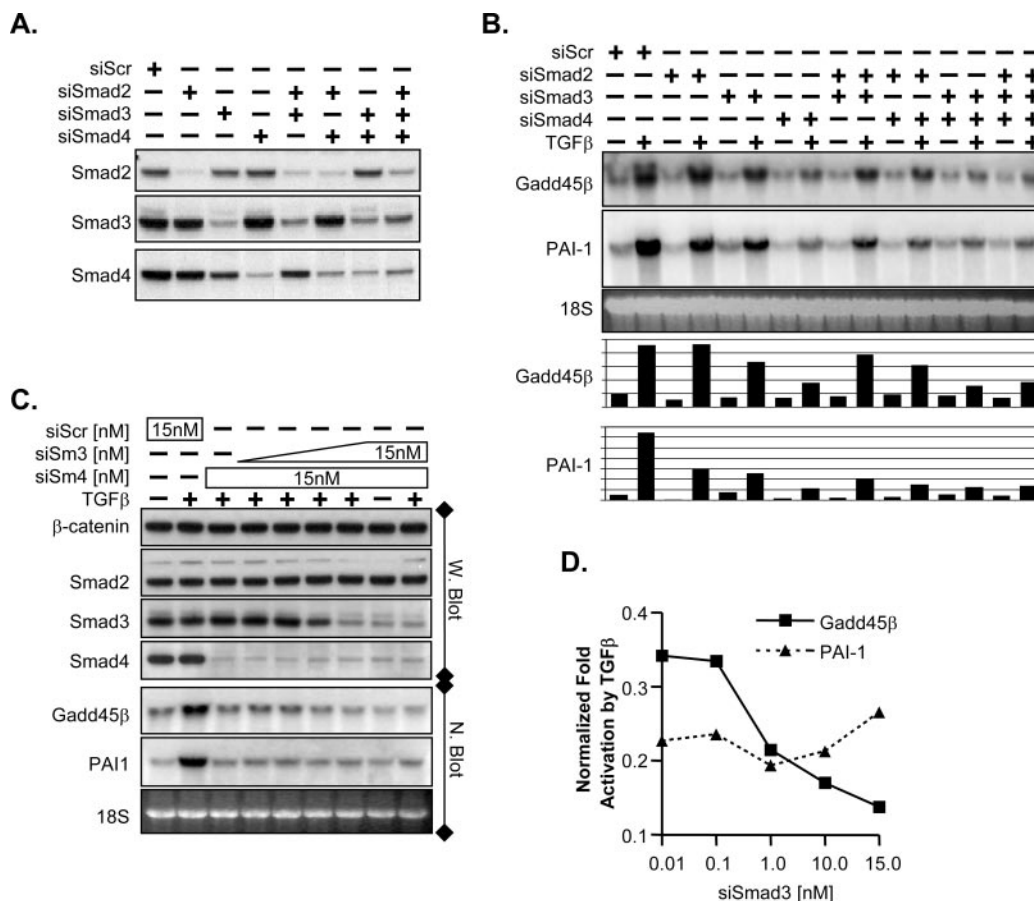 A.
siScr + − − − − − − −
siSmad2 − + − − + + − +
siSmad3 − − + − + − + +
siSmad4 − − − + − + + +
Smad2
Smad3
Smad4
B.
siScr + + − − − − − − − − − − − − − −
siSmad2 − − + + − − − − + + + + − − + +
siSmad3 − − − − + + − − + + − − + + + +
siSmad4 − − − − − − + + − − + + + + + +
TGFβ − + − + − + − + − + − + − + − +
Gadd45β
PAI-1
18S
Gadd45β
PAI-1
C.
siScr [nM] 15nM − − − − − − −
siSm3 [nM] − − − 15nM
siSm4 [nM] − − 15nM
TGFβ − + + + + + + − +
β-catenin
Smad2
Smad3
Smad4
W. Blot
Gadd45β
PAI1
18S
N. Blot
D.
Normalized Fold
Activation by TGFβ
0.4
0.3
0.2
0.1
Gadd45β
PAI-1
0.01 0.1 1.0 10.0 15.0
siSmad3 [nM]